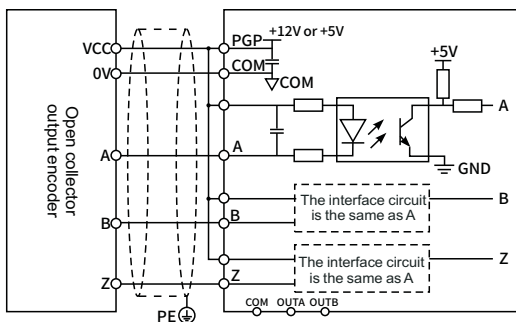 Open collector
output encoder
VCC
0V
A
B
Z
PE
PGP
+12V or +5V
COM
COM
A
B
Z
+5V
A
GND
The interface circuit
is the same as A
B
The interface circuit
is the same as A
Z
COM OUTA OUTB